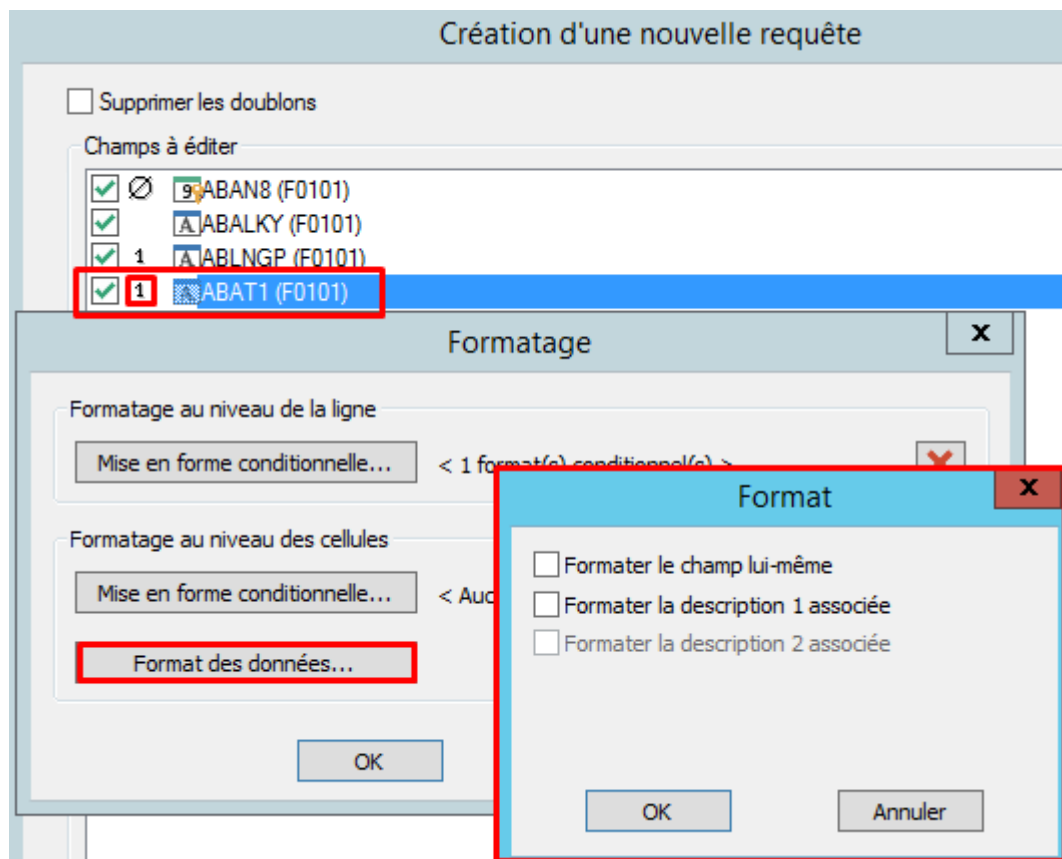 Création d'une nouvelle requête
Supprimer les doublons
Champs à éditer
Ø ABAN8 (F0101)
ABALKY (F0101)
1 ABLNGP (F0101)
1 ABAT1 (F0101)
Formatage
x
Formatage au niveau de la ligne
Mise en forme conditionnelle... < 1 format(s) conditionnel(s) >
Format
x
Formatage au niveau des cellules
Formater le champ lui-même
Mise en forme conditionnelle... < Auc
Formater la description 1 associée
Formater la description 2 associée
Format des données...
OK
OK Annuler